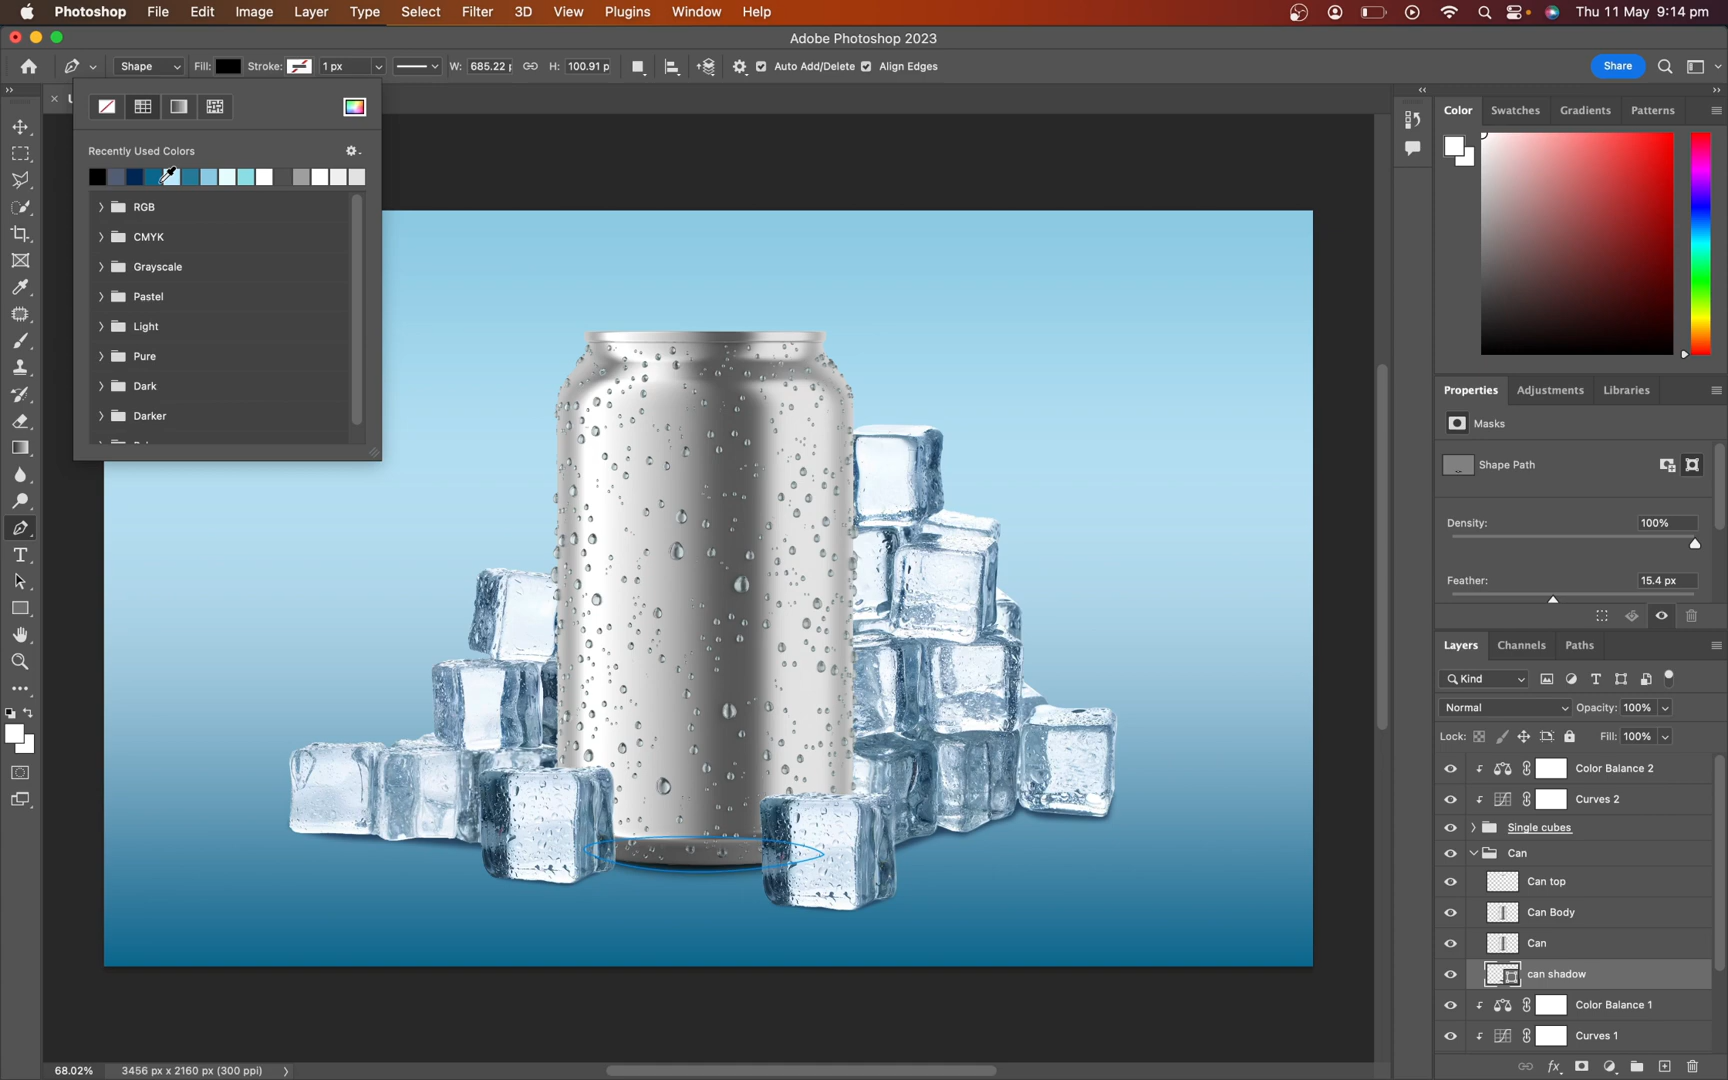 Photoshop File Edit Image Layer Type Select Filter 3D View Plugins Window Help Thu 11 May 9:14 pm
Adobe Photoshop 2023
Shape Fill: Stroke: 1 px W: 685.22 H: 100.91 p Auto Add/Delete Align Edges Share
Color Swatches Gradients Patterns
Recently Used Colors
RGB
CMYK
Grayscale
Pastel
Light
Pure
Dark
Darker
Properties Adjustments Libraries
Masks
Shape Path
Density: 100%
Feather: 15.4 px
Layers Channels Paths
Kind
Normal Opacity: 100%
Lock: Fill: 100%
Color Balance 2
Curves 2
Single cubes
Can
Can top
Can Body
Can
can shadow
Color Balance 1
Curves 1
68.02% 3456 px x 2160 px (300 ppi)